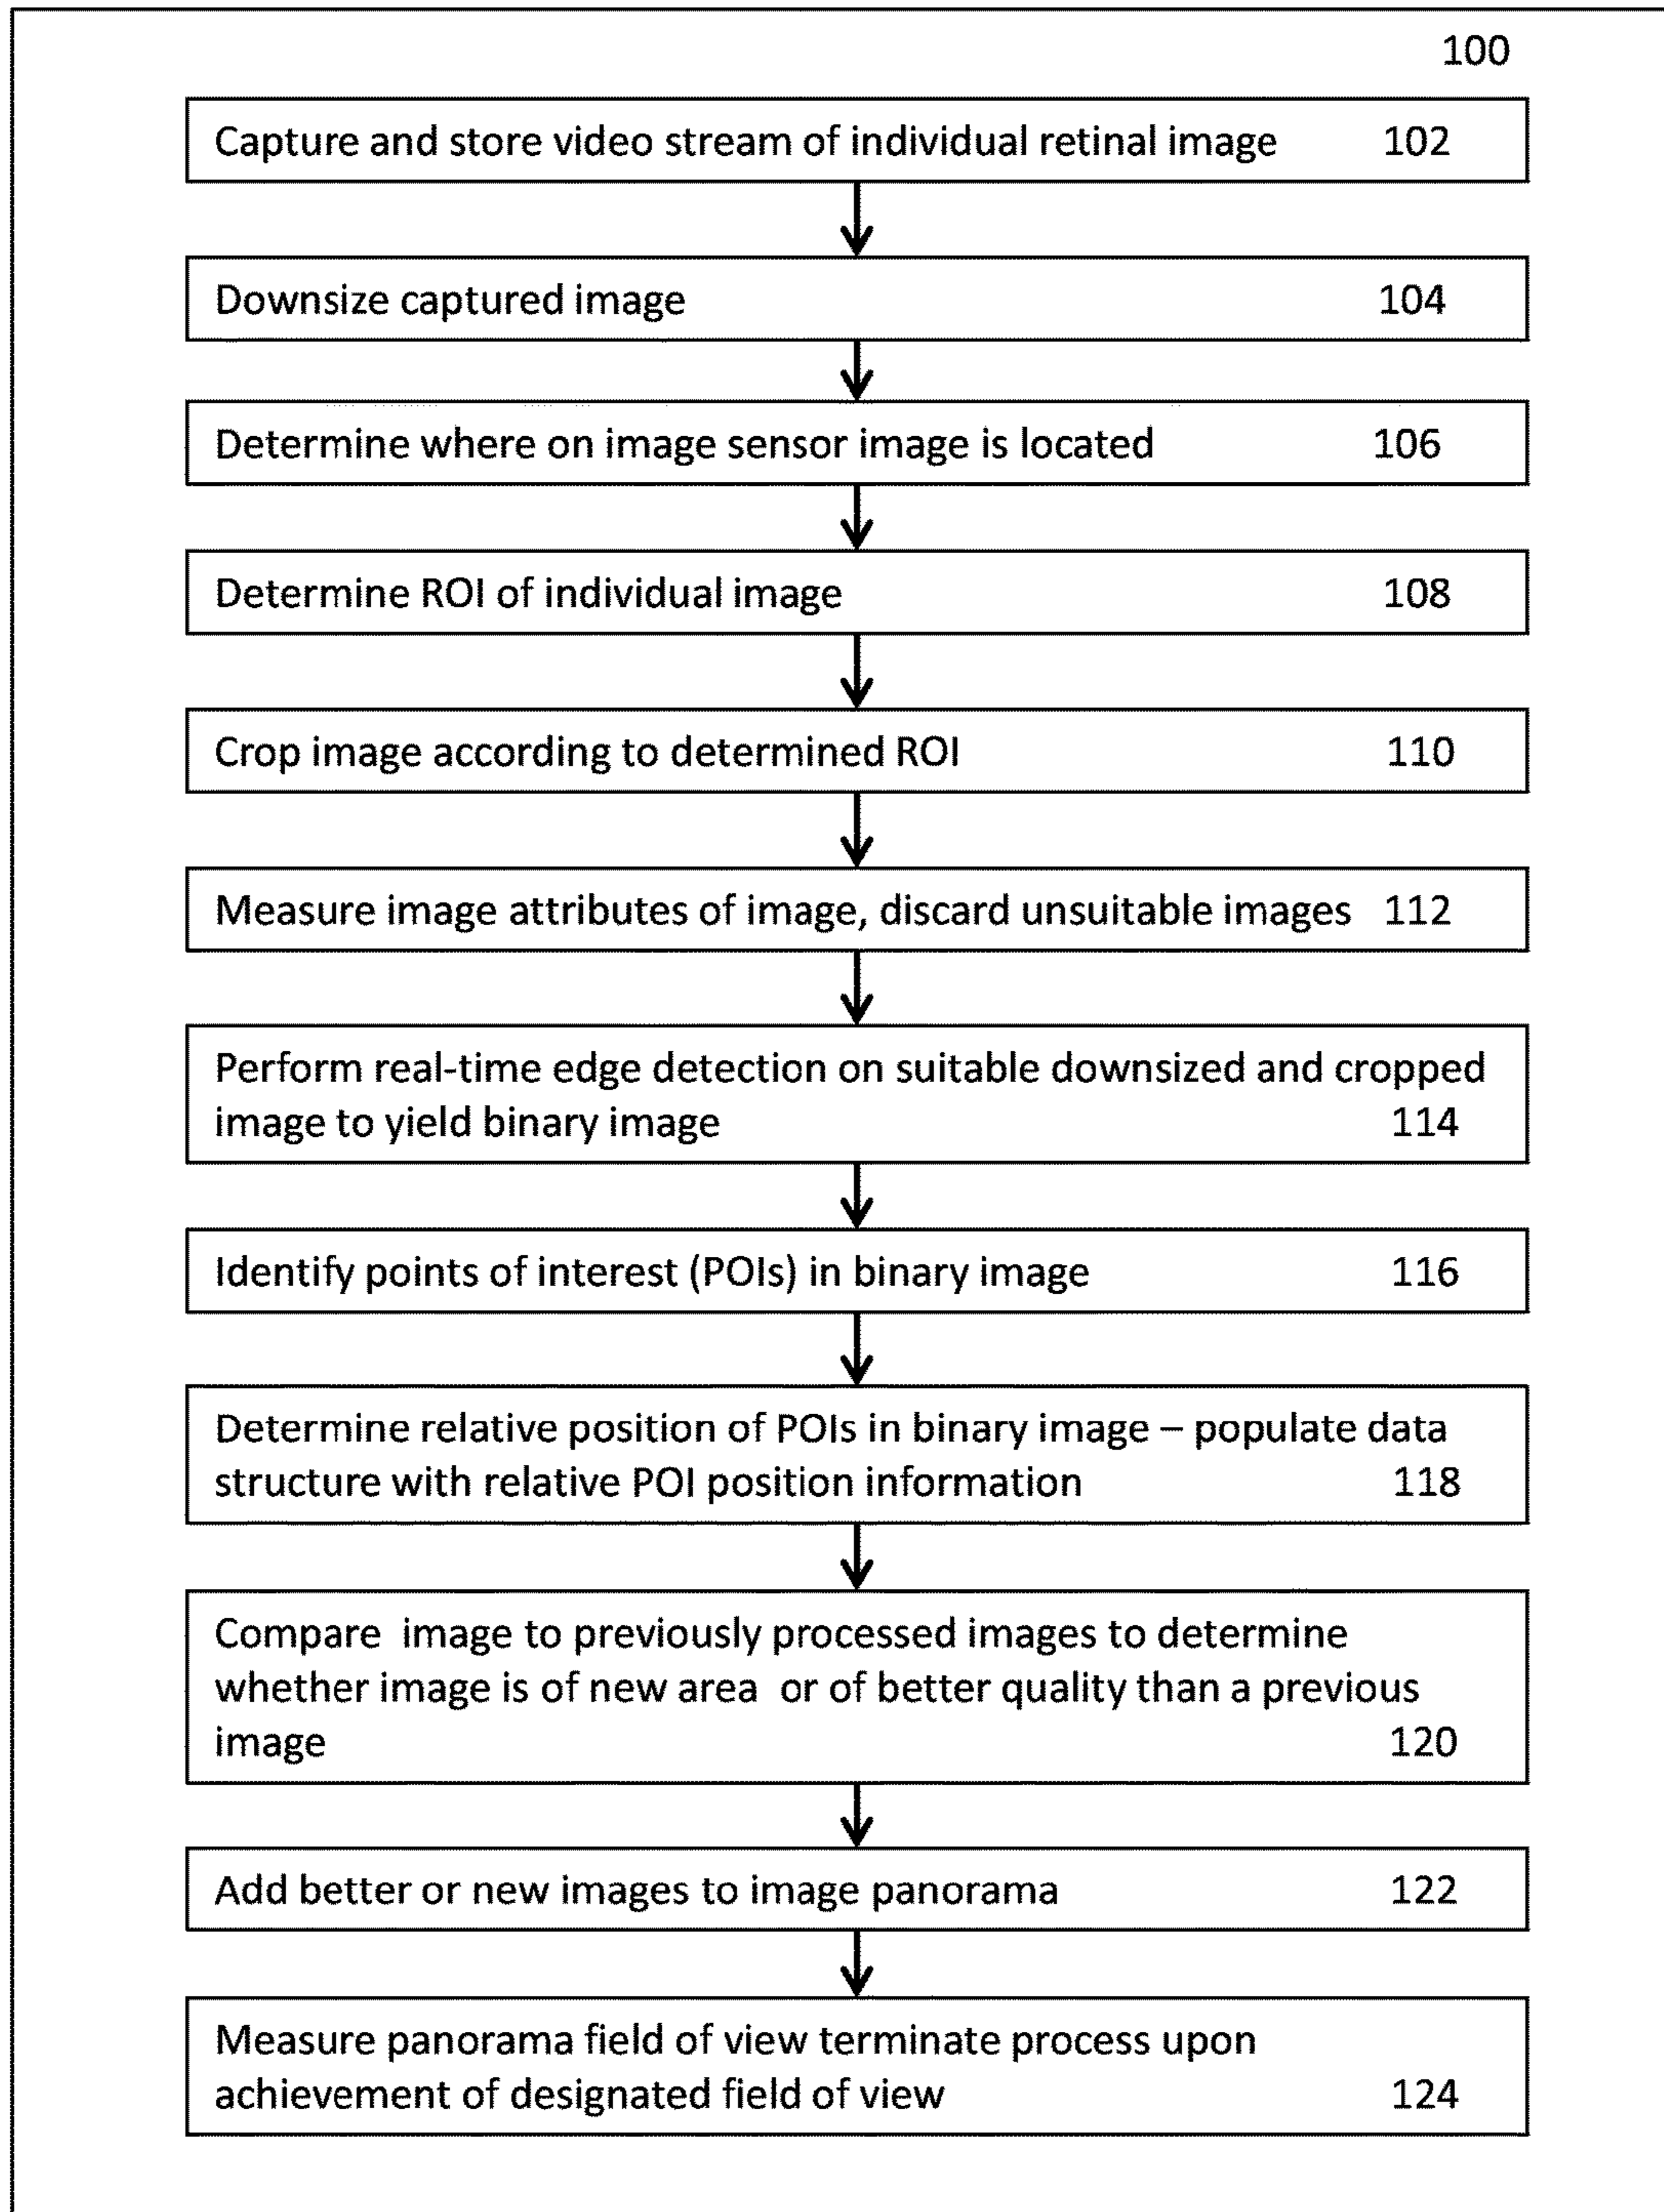 100
Capture and store video stream of individual retinal image 102
Downsize captured image 104
Determine where on image sensor image is located 106
Determine ROI of individual image 108
Crop image according to determined ROI 110
Measure image attributes of image, discard unsuitable images 112
Perform real-time edge detection on suitable downsized and cropped
image to yield binary image 114
Identify points of interest (POIs) in binary image 116
Determine relative position of POIs in binary image – populate data
structure with relative POI position information 118
Compare image to previously processed images to determine
whether image is of new area or of better quality than a previous
image 120
Add better or new images to image panorama 122
Measure panorama field of view terminate process upon
achievement of designated field of view 124